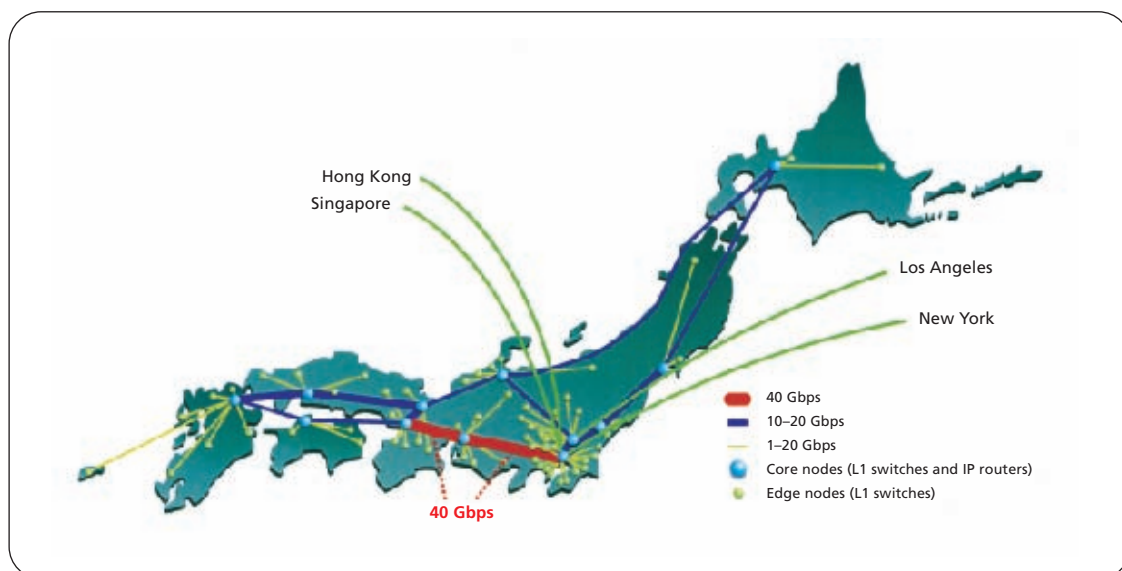 Hong Kong
Singapore
Los Angeles
New York
40 Gbps
10–20 Gbps
1–20 Gbps
Core nodes (L1 switches and IP routers)
Edge nodes (L1 switches)
40 Gbps